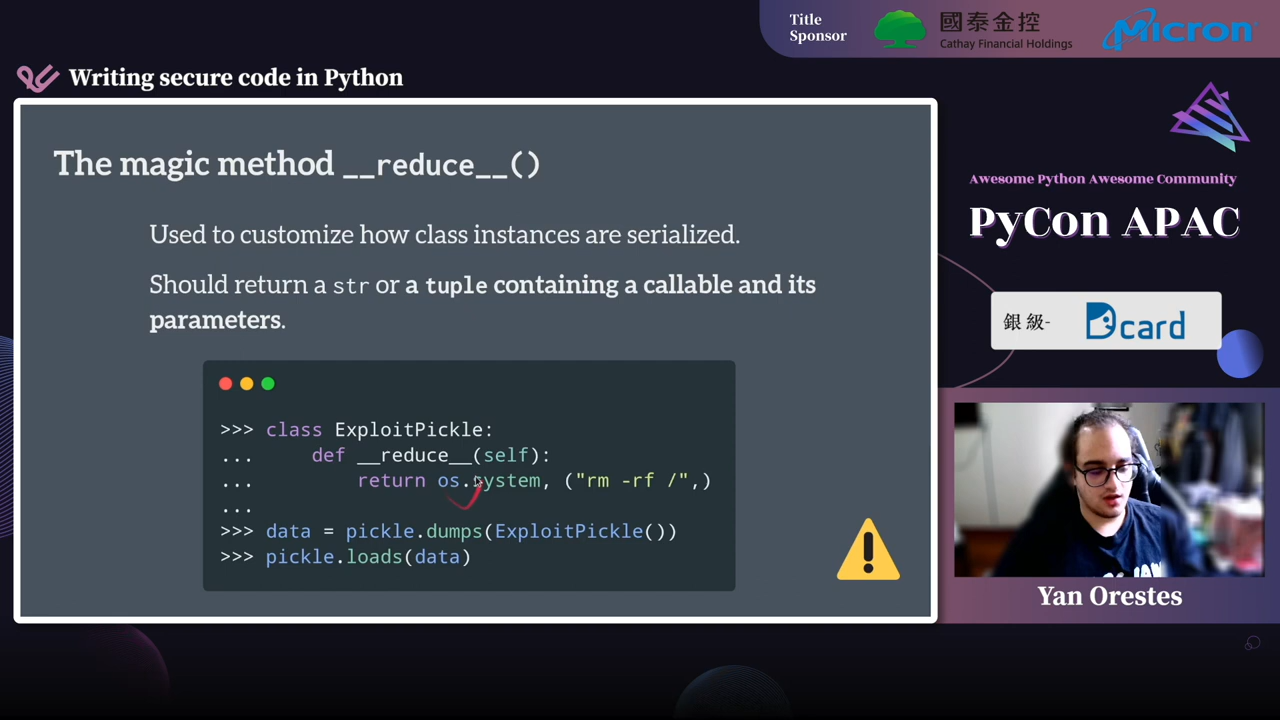 Title
Sponsor
國泰金控
Cathay Financial Holdings
Micron
Writing secure code in Python
The magic method __reduce__()
Used to customize how class instances are serialized.
Should return a str or a tuple containing a callable and its
parameters.
>>> class ExploitPickle:
...     def __reduce__(self):
...         return os.system, ("rm -rf /",)
...
>>> data = pickle.dumps(ExploitPickle())
>>> pickle.loads(data)
Awesome Python Awesome Community
PyCon APAC
銀級-
Dcard
Yan Orestes